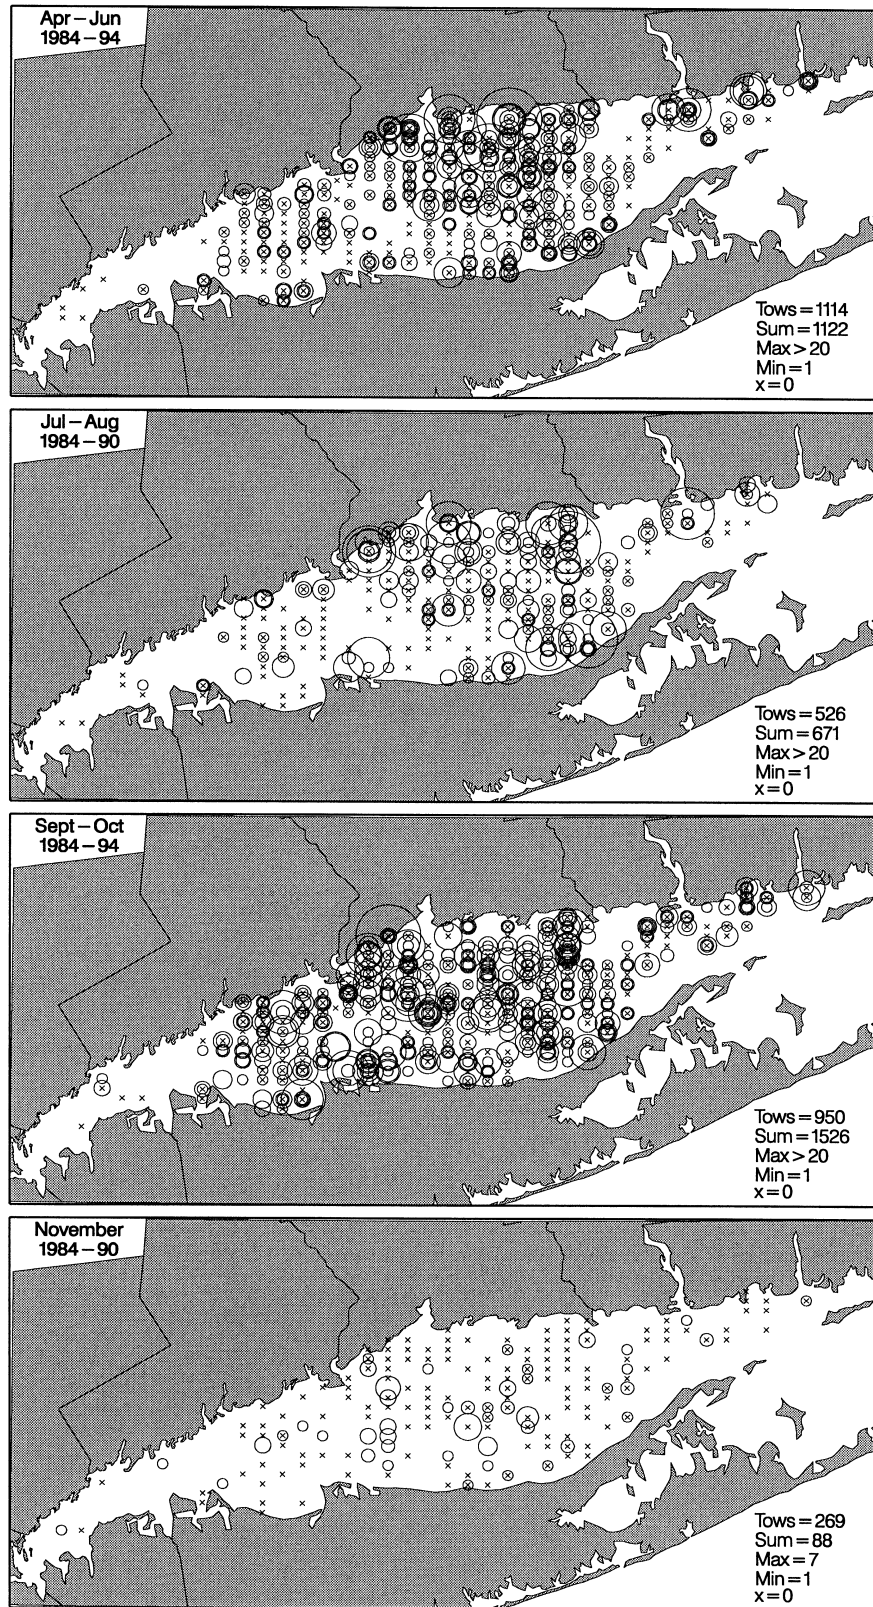 Apr–Jun
1984–94
Tows=1114
Sum=1122
Max>20
Min=1
x=0
Jul–Aug
1984–90
Tows=526
Sum=671
Max>20
Min=1
x=0
Sept–Oct
1984–94
Tows=950
Sum=1526
Max>20
Min=1
x=0
November
1984–90
Tows=269
Sum=88
Max=7
Min=1
x=0